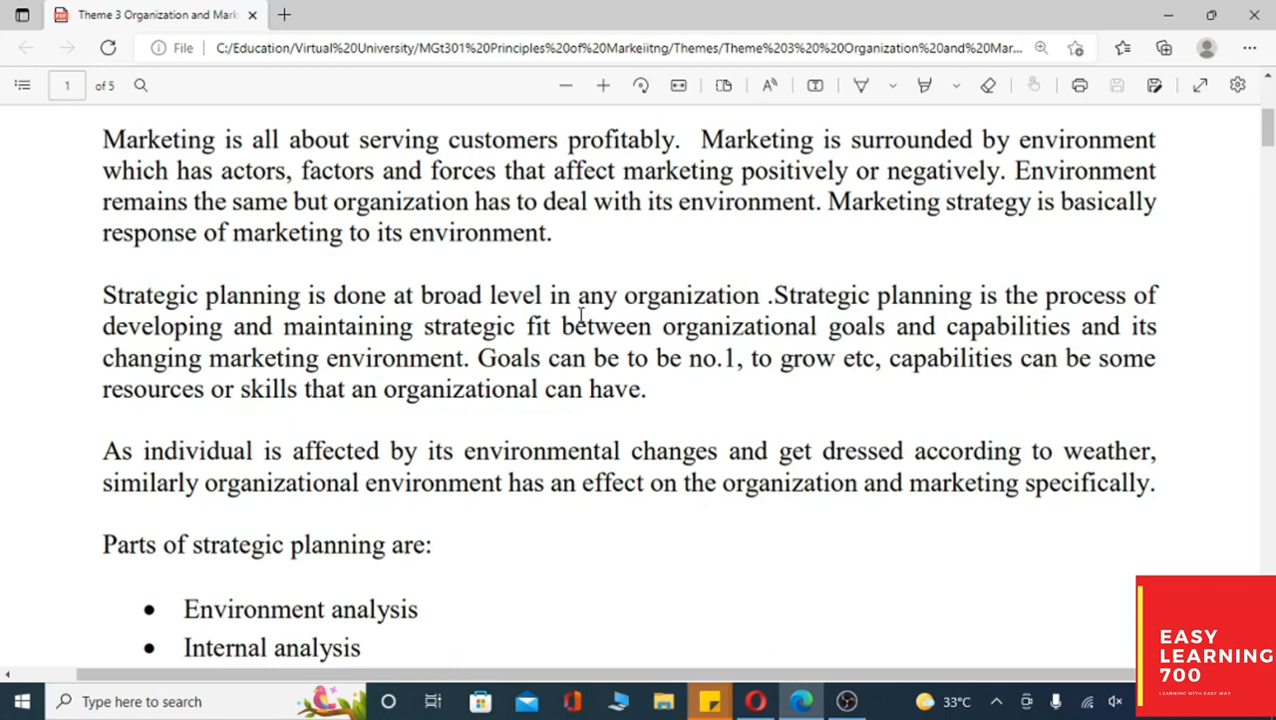 Theme 3 Organization and Mark
File
C:/Education/Virtual%20University/MGt301%20Principles%20of%20Markeiitng/Themes/Theme%203%20%20Organization%20and%20Mar...
1 of 5
Marketing is all about serving customers profitably. Marketing is surrounded by environment
which has actors, factors and forces that affect marketing positively or negatively. Environment
remains the same but organization has to deal with its environment. Marketing strategy is basically
response of marketing to its environment.
Strategic planning is done at broad level in any organization .Strategic planning is the process of
developing and maintaining strategic fit between organizational goals and capabilities and its
changing marketing environment. Goals can be to be no.1, to grow etc, capabilities can be some
resources or skills that an organizational can have.
As individual is affected by its environmental changes and get dressed according to weather,
similarly organizational environment has an effect on the organization and marketing specifically.
Parts of strategic planning are:
• Environment analysis
• Internal analysis
EASY
LEARNING
700
LEARNING WITH EASY WAY
Type here to search
33°C